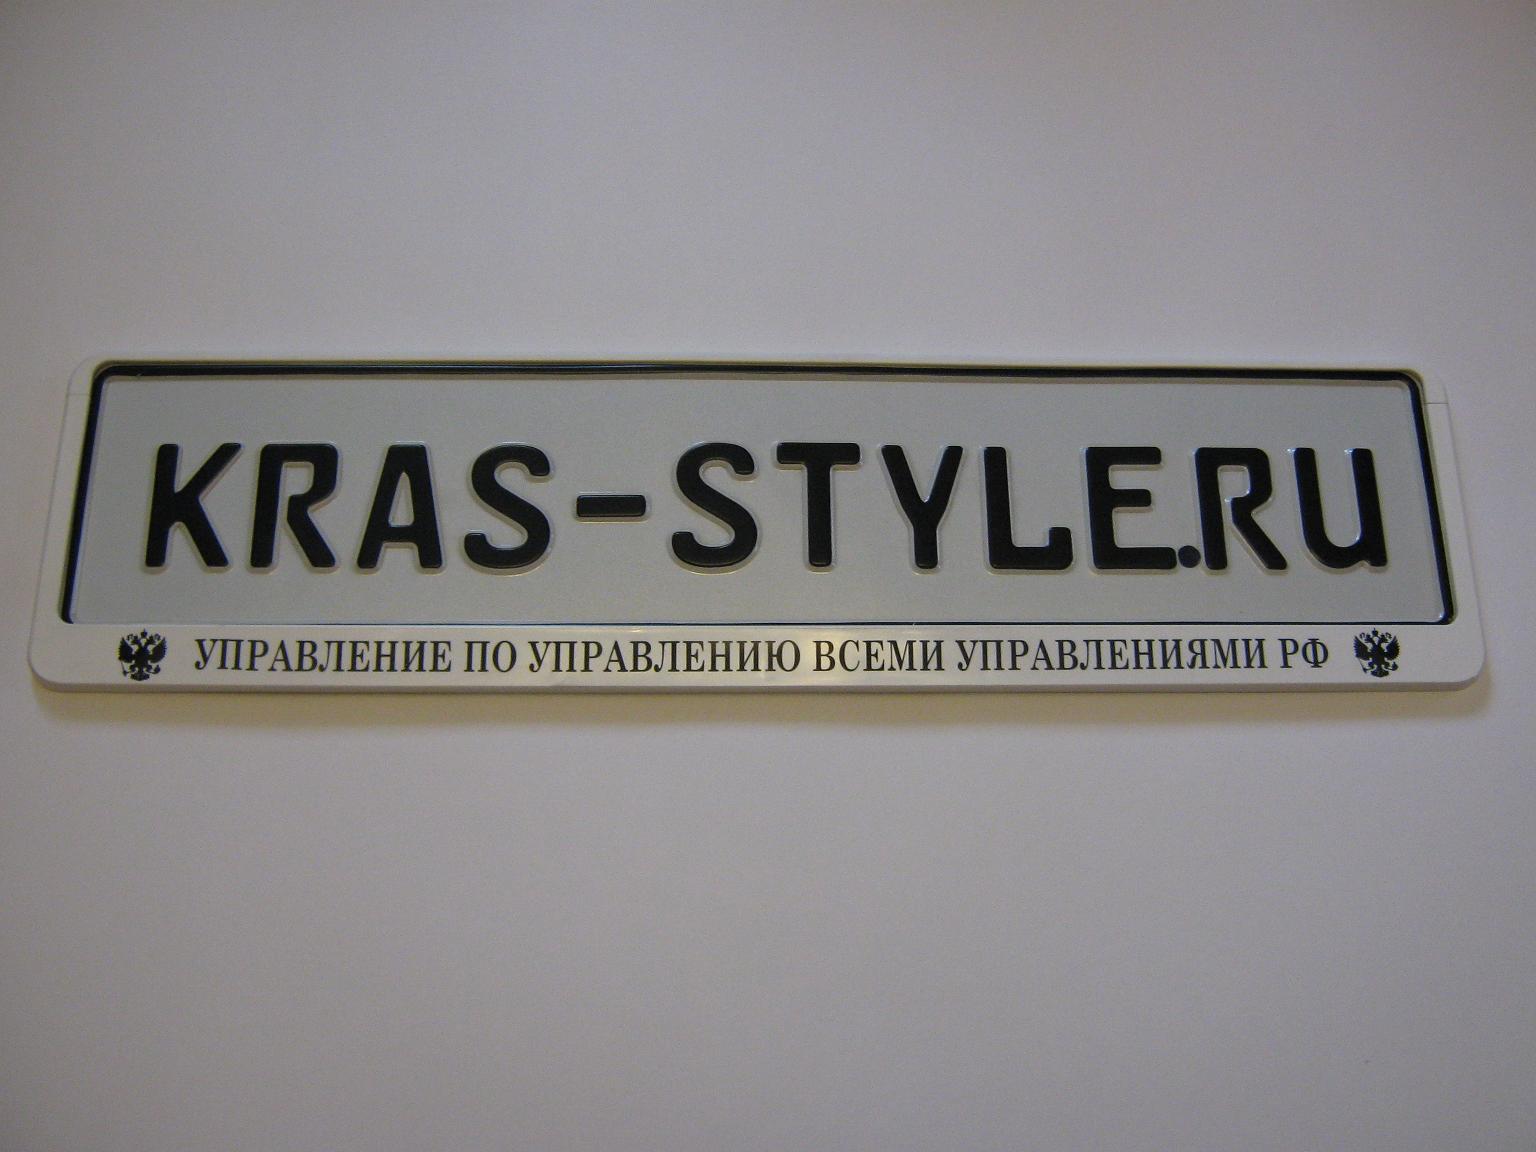 KRAS-STYLE.RU
УПРАВЛЕНИЕ ПО УПРАВЛЕНИЮ ВСЕМИ УПРАВЛЕНИЯМИ РФ